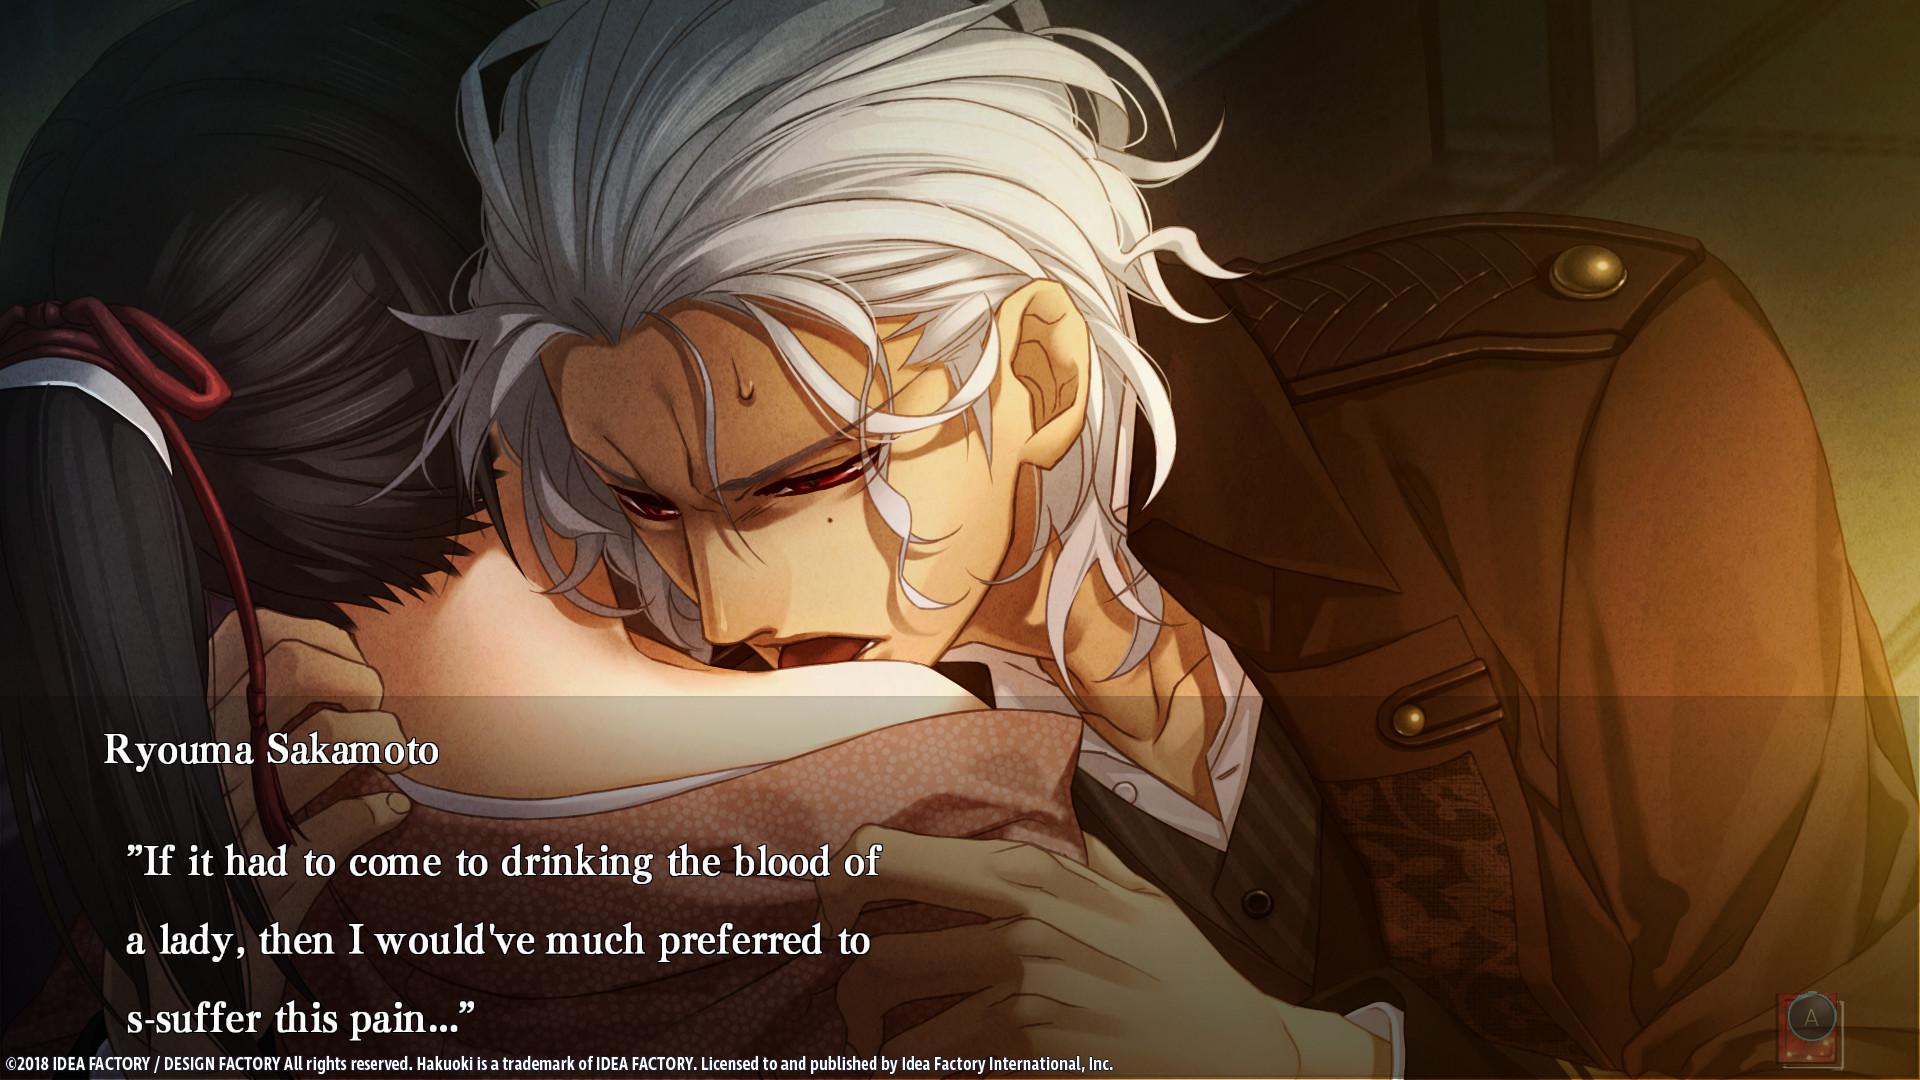 Ryouma Sakamoto
"If it had to come to drinking the blood of
a lady, then I would've much preferred to
s-suffer this pain..."
A
©2018 IDEA FACTORY / DESIGN FACTORY All rights reserved. Hakuoki is a trademark of IDEA FACTORY. Licensed to and published by Idea Factory International, Inc.